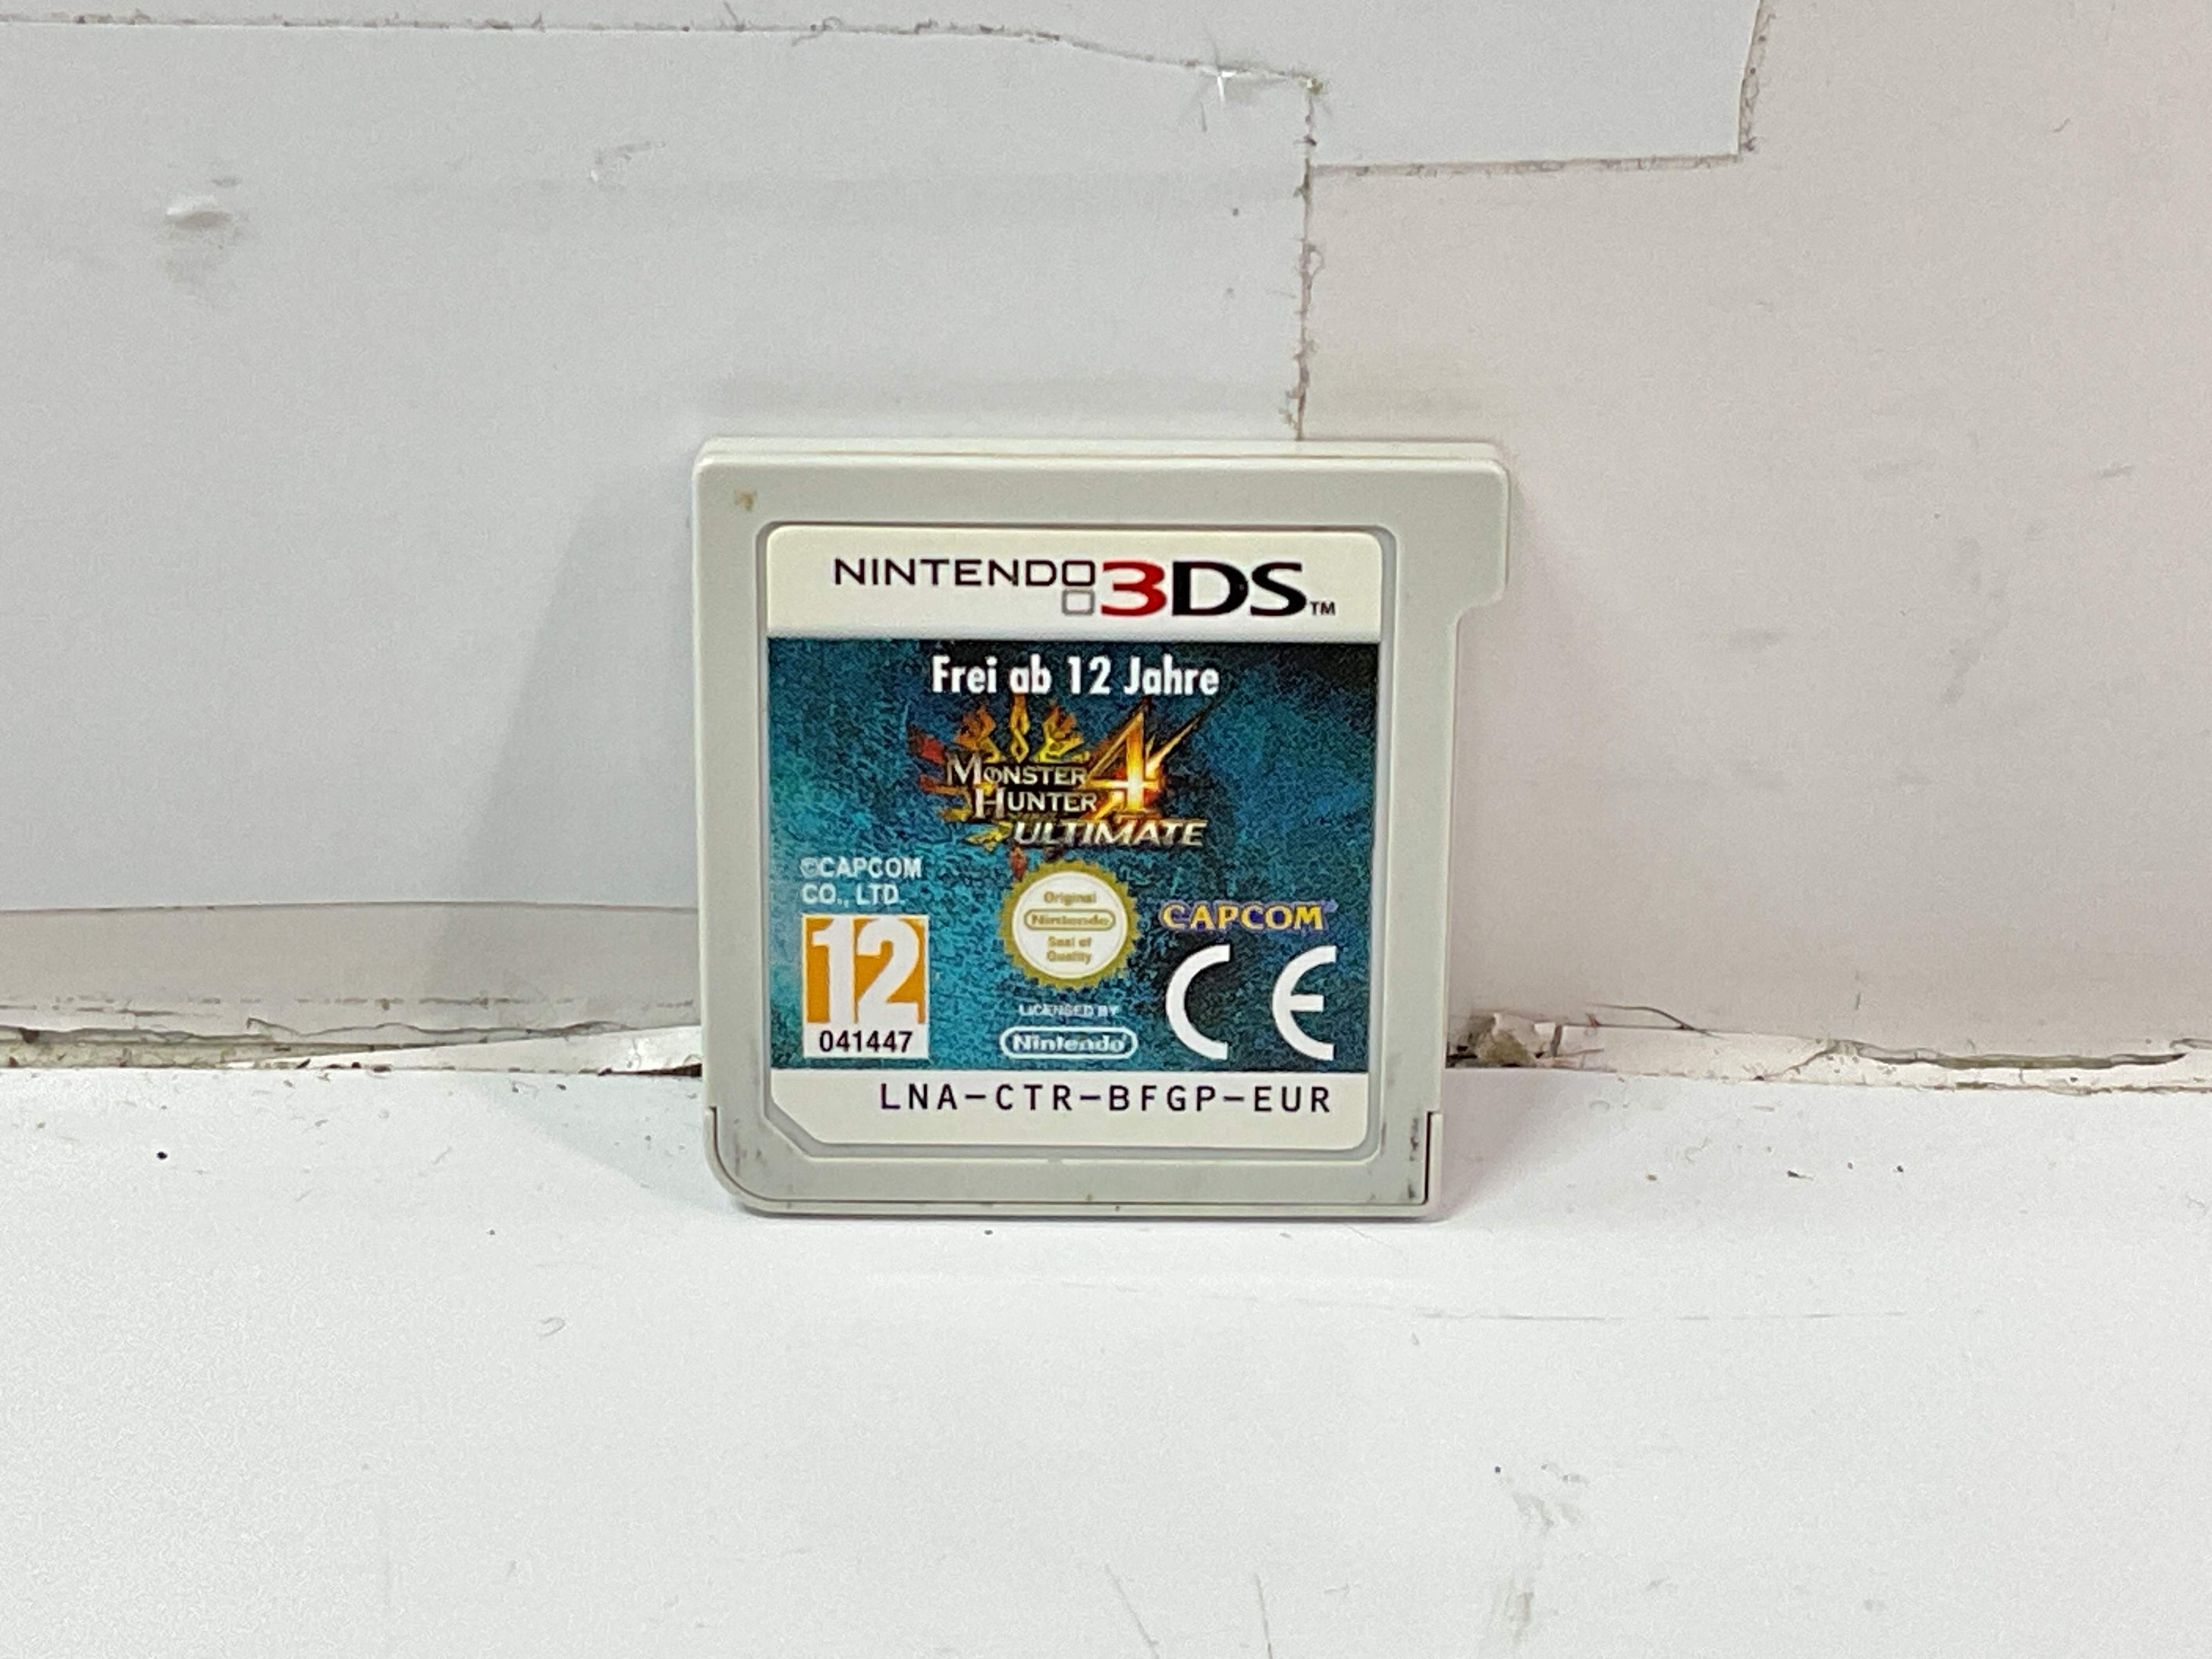 NINTENDO 3DS™
Frei ab 12 Jahre
MONSTER
HUNTER 4
ULTIMATE
©CAPCOM
CO., LTD.
12
041447
Original
Nintendo
Seal of
Quality
LICENSED BY
Nintendo®
CAPCOM®
CE
LNA-CTR-BFGP-EUR